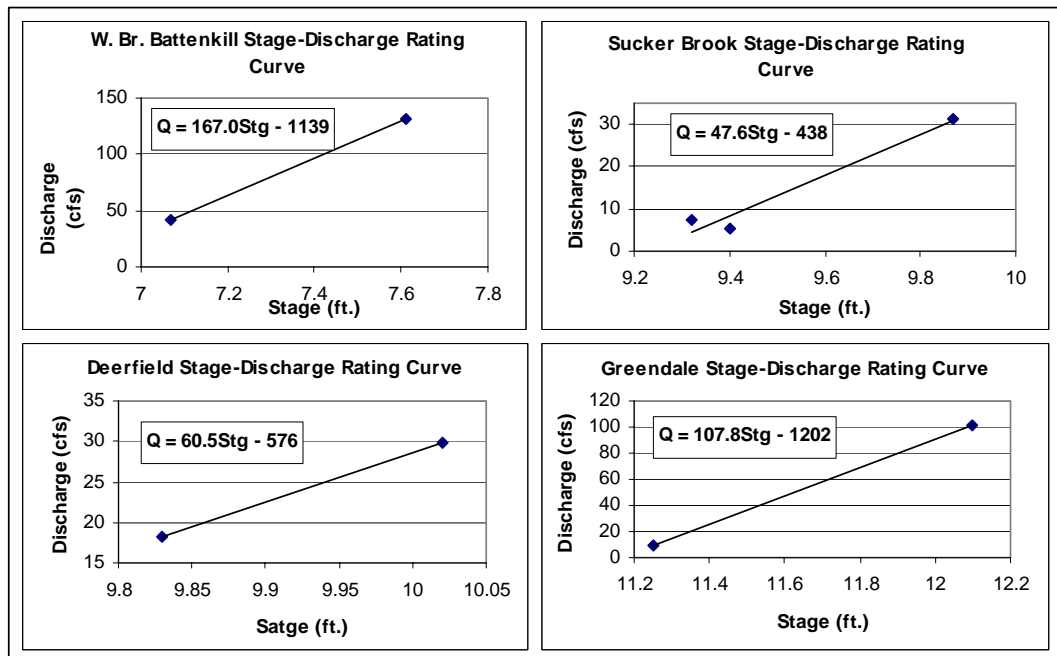 W. Br. Battenkill Stage-Discharge Rating
Curve
Q = 167.0Stg - 1139
150
100
50
0
Discharge
(cfs)
7
7.2
7.4
7.6
7.8
Stage (ft.)
Sucker Brook Stage-Discharge Rating
Curve
Q = 47.6Stg - 438
30
20
10
0
Discharge (cfs)
9.2
9.4
9.6
9.8
10
Stage (ft.)
Deerfield Stage-Discharge Rating Curve
Q = 60.5Stg - 576
35
30
25
20
15
Discharge (cfs)
9.8
9.85
9.9
9.95
10
10.05
Satge (ft.)
Greendale Stage-Discharge Rating Curve
Q = 107.8Stg - 1202
120
100
80
60
40
20
0
Discharge (cfs)
11.2
11.4
11.6
11.8
12
12.2
Stage (ft.)